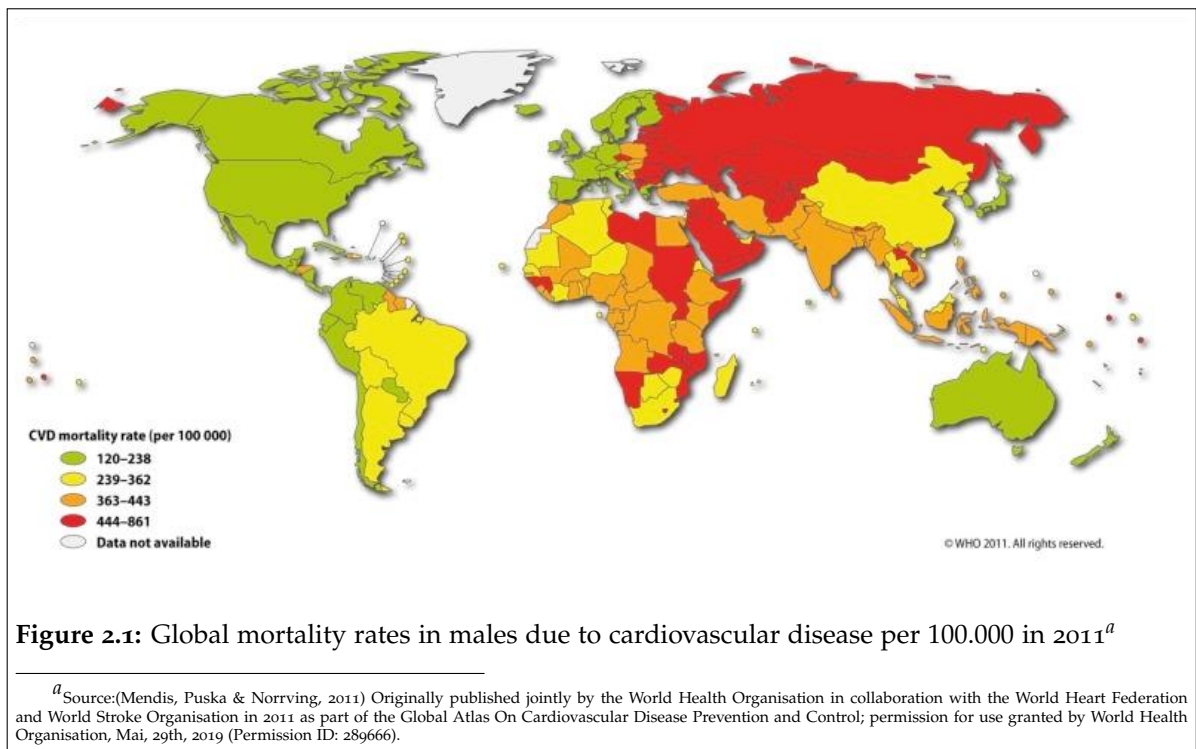 CVD mortality rate (per 100 000)
120–238
239–362
363–443
444–861
Data not available
© WHO 2011. All rights reserved.
Figure 2.1: Global mortality rates in males due to cardiovascular disease per 100.000 in 2011a
aSource:(Mendis, Puska & Norrving, 2011) Originally published jointly by the World Health Organisation in collaboration with the World Heart Federation
and World Stroke Organisation in 2011 as part of the Global Atlas On Cardiovascular Disease Prevention and Control; permission for use granted by World Health
Organisation, Mai, 29th, 2019 (Permission ID: 289666).